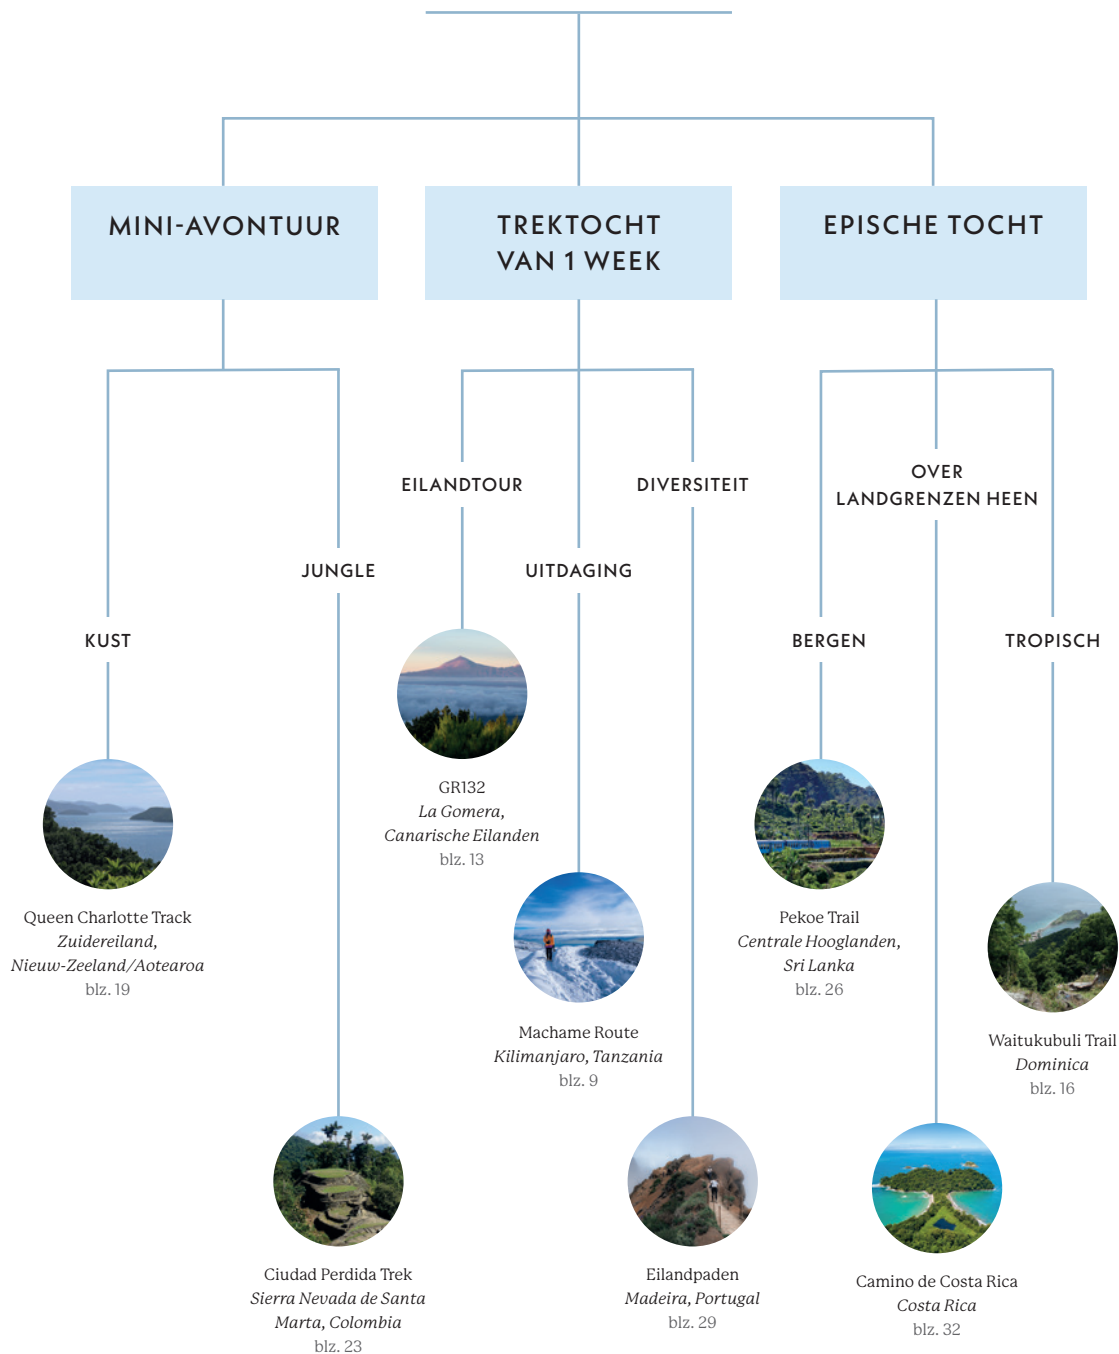 MINI-AVONTUUR
TREKTOCHT
VAN 1 WEEK
EPISCHE TOCHT
KUST
JUNGLE
EILANDTOUR
UITDAGING
DIVERSITEIT
BERGEN
OVER
LANDGRENZEN HEEN
TROPISCH
Queen Charlotte Track
Zuidereiland,
Nieuw-Zeeland/Aotearoa
blz. 19
Ciudad Perdida Trek
Sierra Nevada de Santa
Marta, Colombia
blz. 23
GR132
La Gomera,
Canarische Eilanden
blz. 13
Machame Route
Kilimanjaro, Tanzania
blz. 9
Eilandpaden
Madeira, Portugal
blz. 29
Pekoe Trail
Centrale Hooglanden,
Sri Lanka
blz. 26
Camino de Costa Rica
Costa Rica
blz. 32
Waitukubuli Trail
Dominica
blz. 16